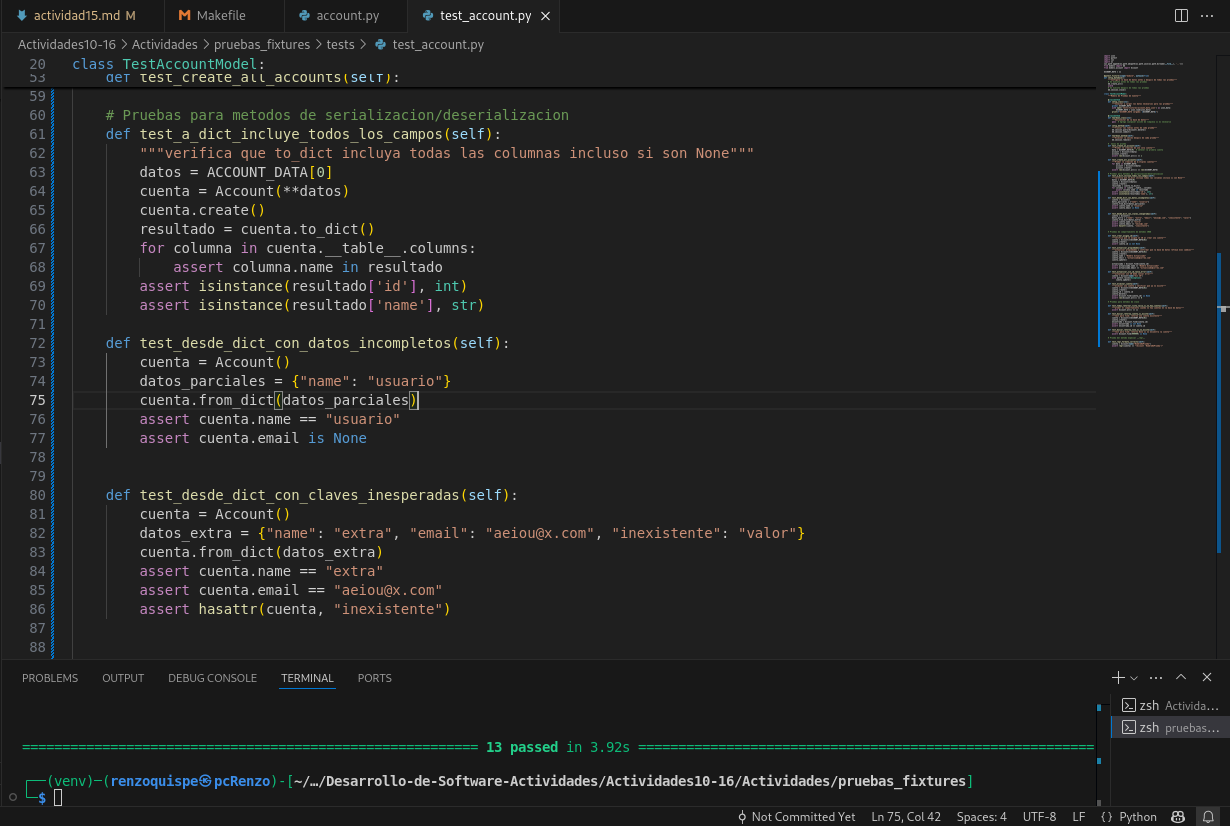 actividad15.md M
Makefile
account.py
test_account.py
Actividades10-16 > Actividades > pruebas_fixtures > tests > test_account.py
20 class TestAccountModel:
53 def test_create_all_accounts(self):
59
60 # Pruebas para metodos de serializacion/deserializacion
61 def test_a_dict_incluye_todos_los_campos(self):
62 """verifica que to_dict incluya todas las columnas incluso si son None"""
63 datos = ACCOUNT_DATA[0]
64 cuenta = Account(**datos)
65 cuenta.create()
66 resultado = cuenta.to_dict()
67 for columna in cuenta.__table__.columns:
68 assert columna.name in resultado
69 assert isinstance(resultado['id'], int)
70 assert isinstance(resultado['name'], str)
71
72 def test_desde_dict_con_datos_incompletos(self):
73 cuenta = Account()
74 datos_parciales = {"name": "usuario"}
75 cuenta.from_dict(datos_parciales)
76 assert cuenta.name == "usuario"
77 assert cuenta.email is None
78
79
80 def test_desde_dict_con_claves_inesperadas(self):
81 cuenta = Account()
82 datos_extra = {"name": "extra", "email": "aeiou@x.com", "inexistente": "valor"}
83 cuenta.from_dict(datos_extra)
84 assert cuenta.name == "extra"
85 assert cuenta.email == "aeiou@x.com"
86 assert hasattr(cuenta, "inexistente")
87
88
PROBLEMS OUTPUT DEBUG CONSOLE TERMINAL PORTS
zsh Activida...
zsh pruebas...
13 passed in 3.92s
(venv)-(renzoquispe㉿pcRenzo)-[~/…/Desarrollo-de-Software-Actividades/Actividades10-16/Actividades/pruebas_fixtures]
$
Not Committed Yet Ln 75, Col 42 Spaces: 4 UTF-8 LF {} Python